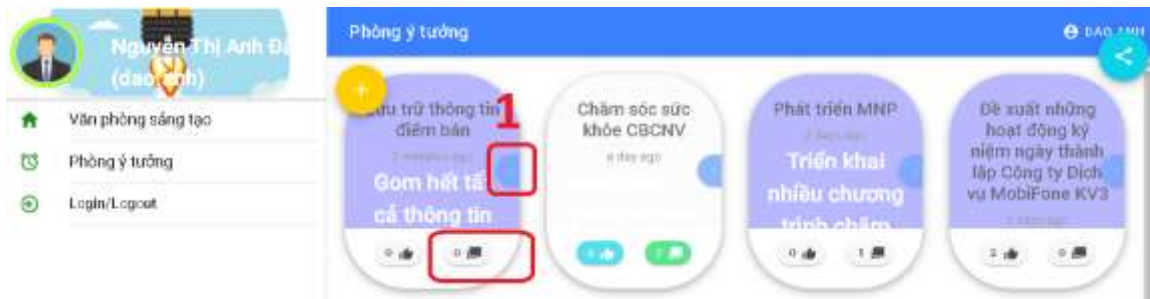 Nguyễn Thị Anh
(dao anh)
Văn phòng sáng tạo
Phòng ý tưởng
Login/Logout
Phòng ý tưởng
DAO ANH
trữ thông tin
điểm bán
Gom hết
cả thông tin
0
0
1
Chăm sóc sức
khỏe CBCNV
a day ago
Phát triển MNP
Triển khai
nhiều chương
trình chăm
0
1
Đề xuất những
hoạt động kỷ
niệm ngày thành
lập Công ty Dịch
vụ MobiFone KV3
2
0